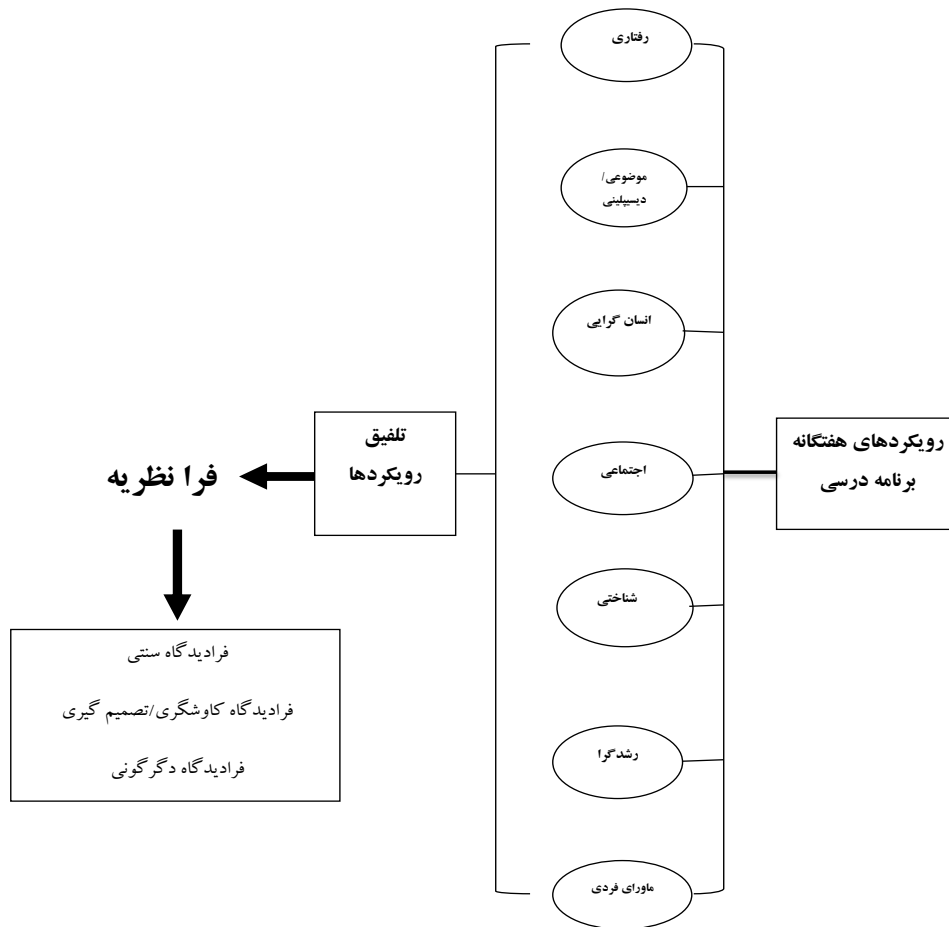 رویکردهای هفتگانه
برنامه درسی
رفتاری
موضوعی/
دیسیپلینی
انسان گرایی
اجتماعی
شناختی
رشدگرا
ماورای فردی
تلفیق
رویکردها
فرا نظریه
فرادیدگاه سنتی
فرادیدگاه کاوشگری/تصمیم گیری
فرادیدگاه دگرگونی